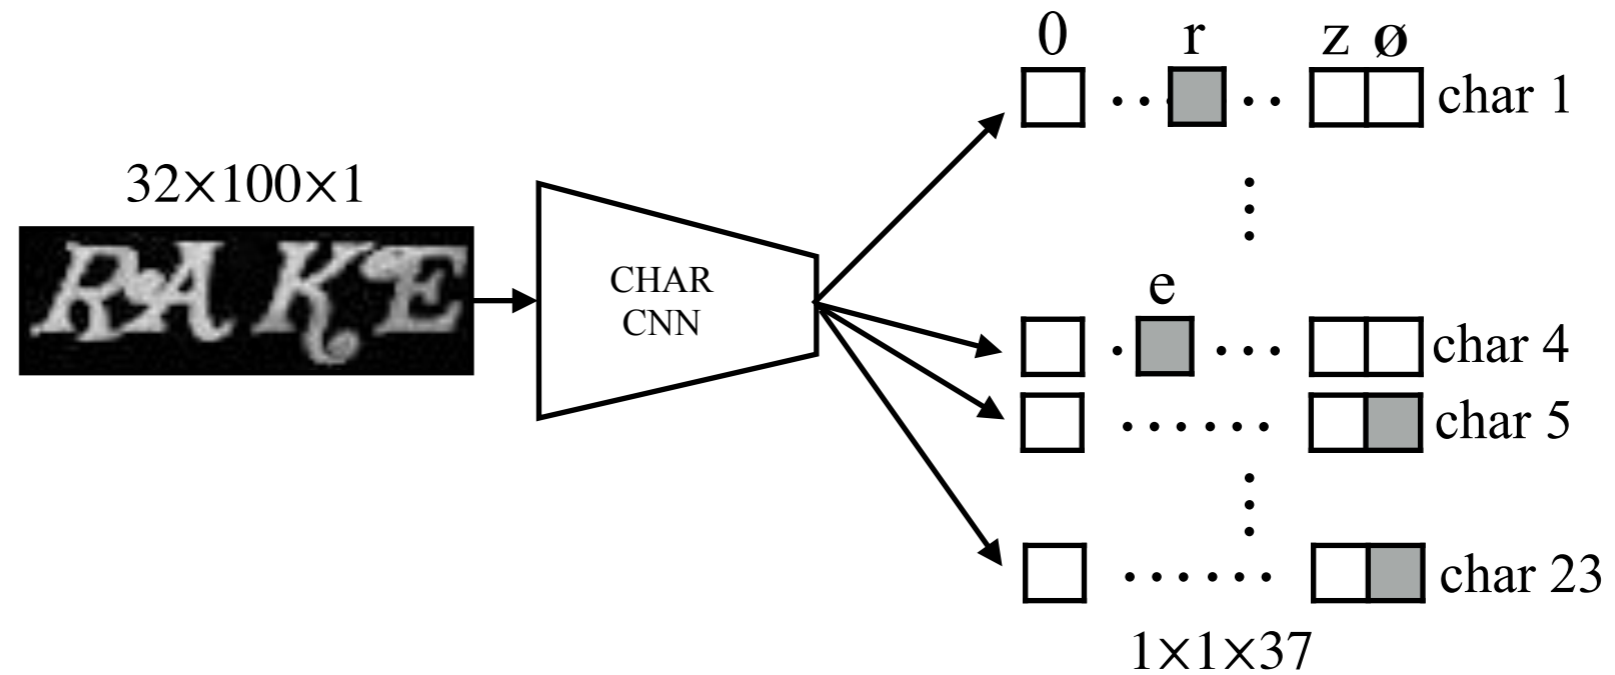 32×100×1
RAKE
CHAR
CNN
0 r z ø
char 1
e
char 4
char 5
char 23
1×1×37